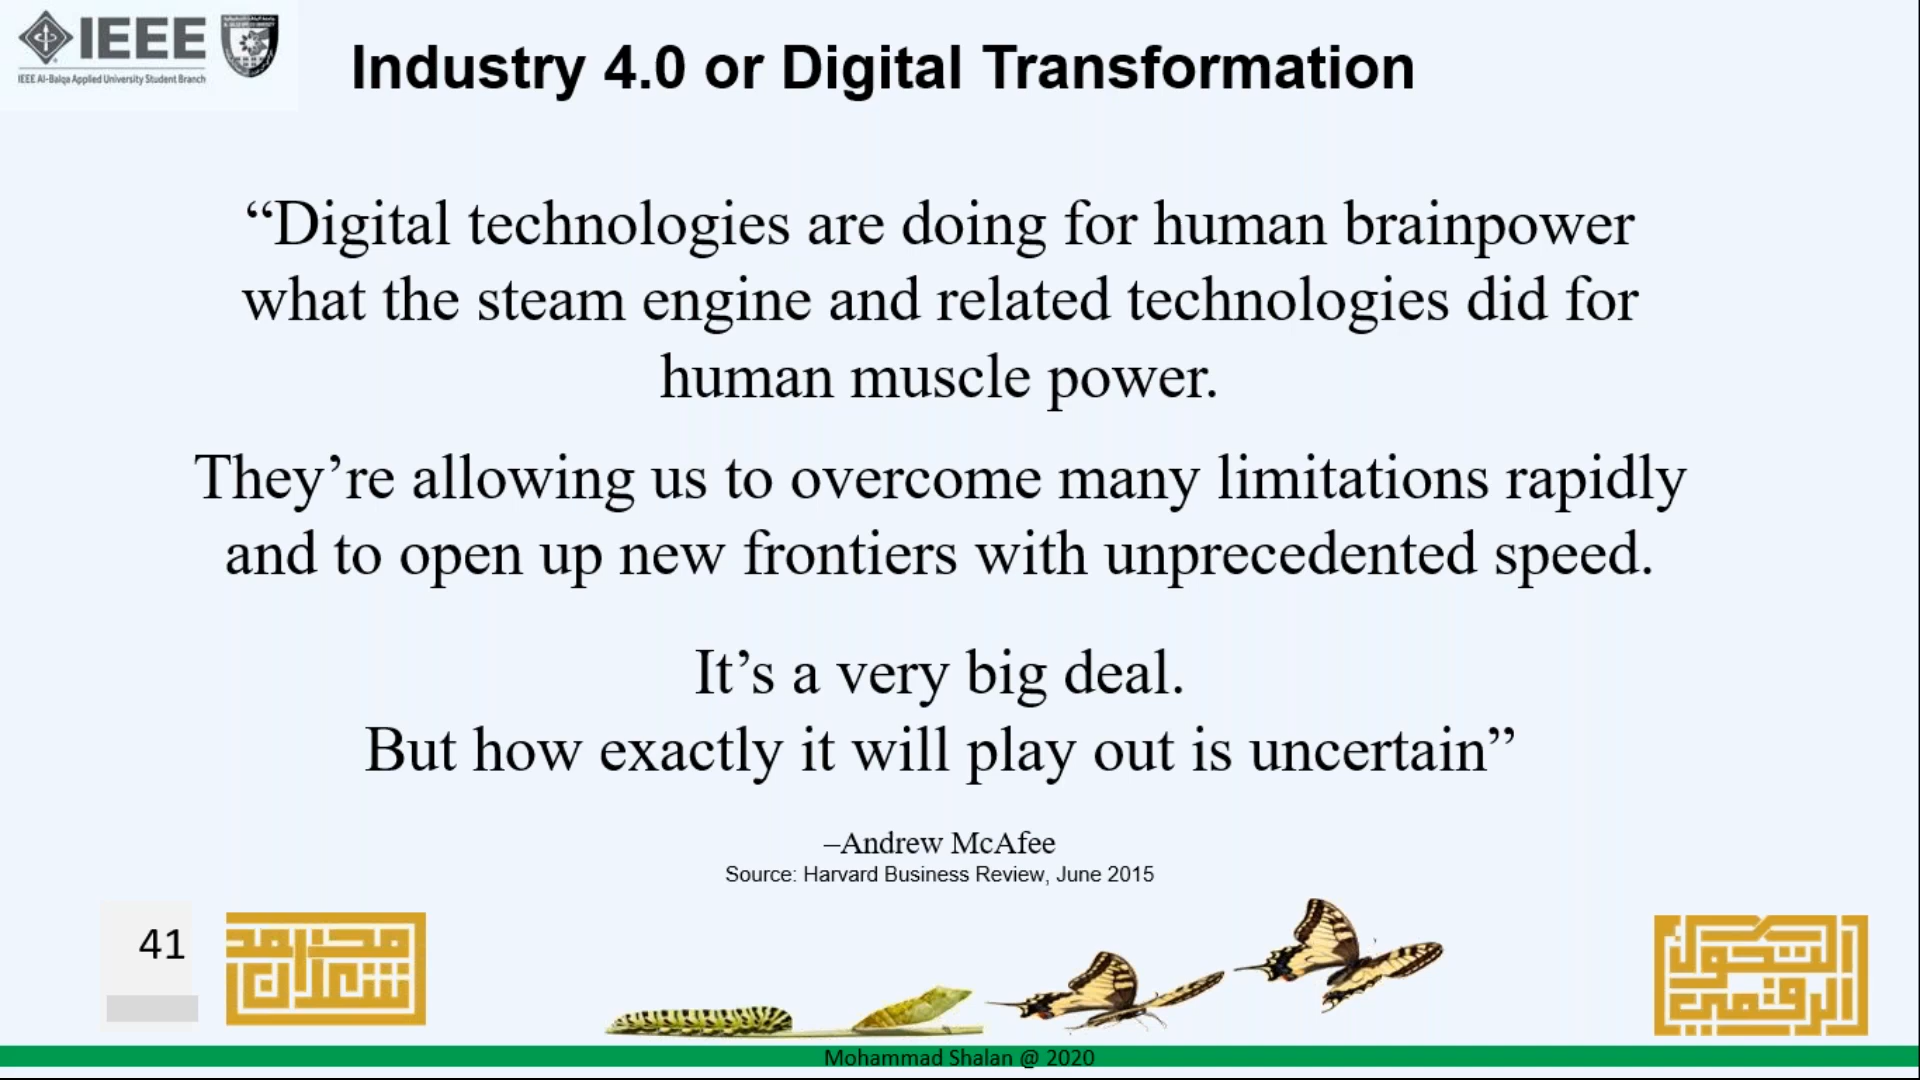 IEEE
IEEE Al-Balqa Applied University Student Branch
Industry 4.0 or Digital Transformation
“Digital technologies are doing for human brainpower
what the steam engine and related technologies did for
human muscle power.
They’re allowing us to overcome many limitations rapidly
and to open up new frontiers with unprecedented speed.
It’s a very big deal.
But how exactly it will play out is uncertain”
–Andrew McAfee
Source: Harvard Business Review, June 2015
41
محمد
شعلان
التحول
الرقمي
Mohammad Shalan @ 2020